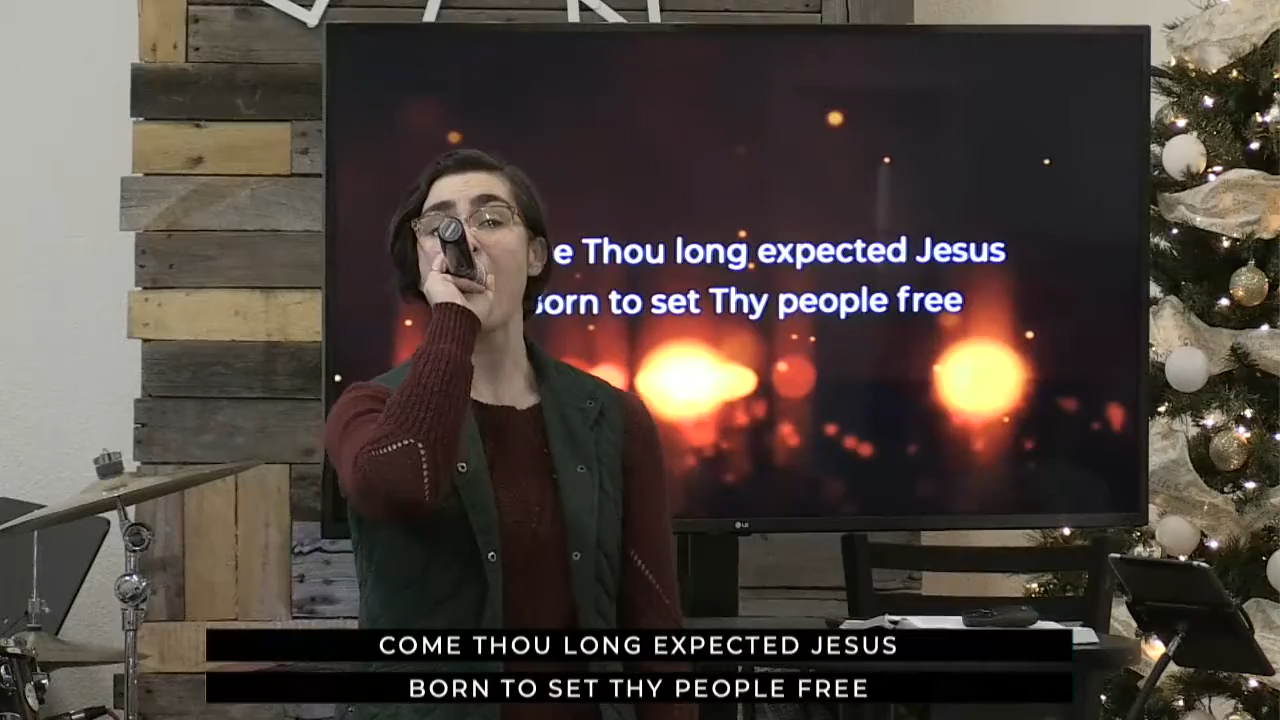 e Thou long expected Jesus
orn to set Thy people free
LG
COME THOU LONG EXPECTED JESUS
BORN TO SET THY PEOPLE FREE